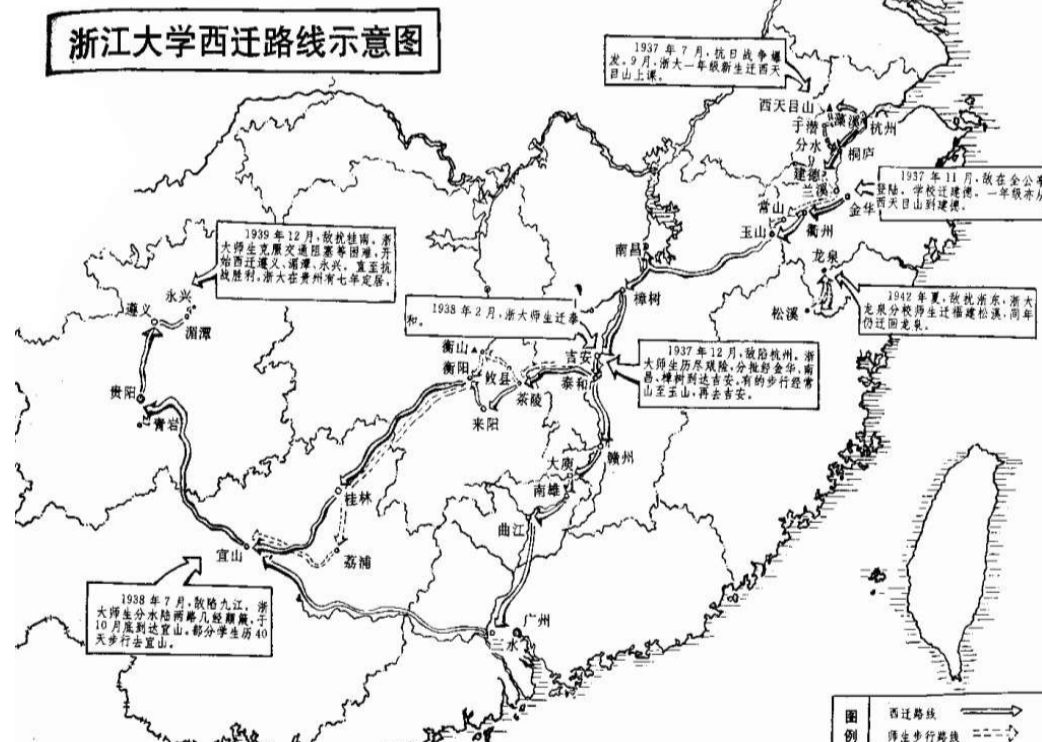 浙江大学西迁路线示意图
1937年7月,抗日战争爆
发。9月,浙大一年级新生迁西天
目山上课。
西天目山
藻溪
杭州
于潜
分水
桐庐
建德
兰溪
1937年11月,敌在全公亭
登陆。学校迁建德。一年级亦从
西天目山到建德。
金华
常山
衢州
玉山
南昌
龙泉
1942年夏,敌扰浙东,浙大
龙泉分校师生迁福建松溪,同年
仍迁回龙泉。
松溪
樟树
1939年12月,敌扰桂南。浙
大师生克服交通阻塞等困难,开
始西迁遵义、湄潭、永兴。直至抗
战胜利,浙大在贵州有七年定居。
永兴
遵义
湄潭
1938年2月,浙大师生迁泰
和。
吉安
1937年12月,敌陷杭州。浙
大师生历尽艰险,分批经金华、南
昌、樟树到达吉安。有的步行经常
山至玉山,再去吉安。
衡山
衡阳
攸县
泰和
茶陵
耒阳
贵阳
青岩
赣州
大庾
南雄
桂林
曲江
宜山
荔浦
1938年7月,敌陷九江。浙
大师生分水陆两路几经颠簸,于
10月底到达宜山。部分学生历40
天步行去宜山。
广州
三水
图例
西迁路线
师生步行路线